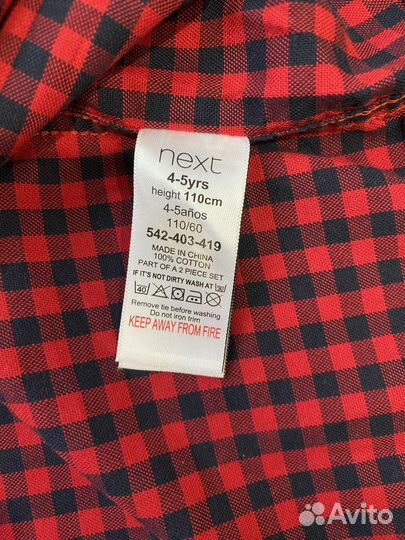 next
4-5yrs
height 110cm
4-5años
110/60
542-403-419
MADE IN CHINA
100% COTTON
PART OF A 2 PIECE SET
IF IT'S NOT DIRTY WASH AT 30
40
Remove tie before washing
Do not iron trim
KEEP AWAY FROM FIRE
Avito